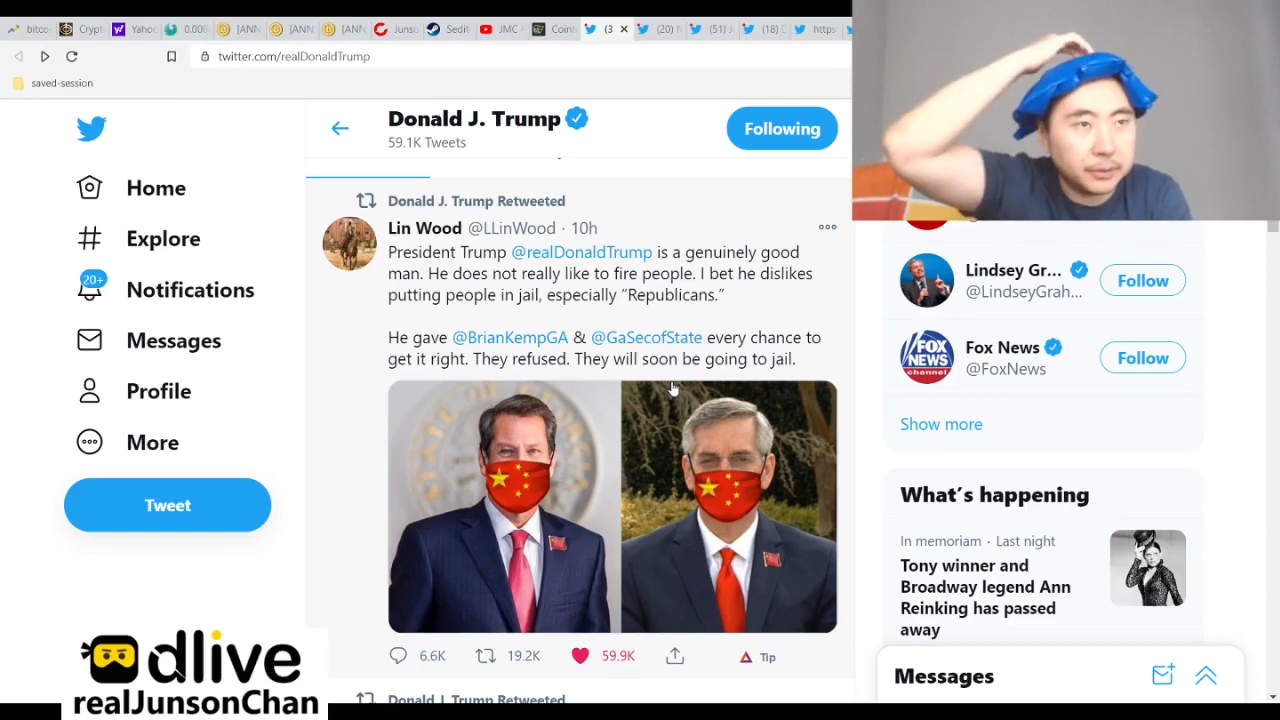 bitco
Crypt
Yahoo
0.000
[ANN
[ANN
[ANN
Junso
Sedit
JMC
Coin
(3
(20) N
(51) J
(18) 
https
twitter.com/realDonaldTrump
saved-session
Donald J. Trump
59.1K Tweets
Following
Home
Explore
20+
Notifications
Messages
Profile
More
Tweet
Donald J. Trump Retweeted
Lin Wood @LLinWood · 10h
President Trump @realDonaldTrump is a genuinely good
man. He does not really like to fire people. I bet he dislikes
putting people in jail, especially “Republicans.”
He gave @BrianKempGA & @GaSecofState every chance to
get it right. They refused. They will soon be going to jail.
6.6K
19.2K
59.9K
Tip
Donald J. Trump Retweeted
Lindsey Gr...
@LindseyGrah...
Follow
Fox News
@FoxNews
Follow
FOX
NEWS
channel
Show more
What’s happening
In memoriam · Last night
Tony winner and
Broadway legend Ann
Reinking has passed
away
Messages
dlive
realJunsonChan